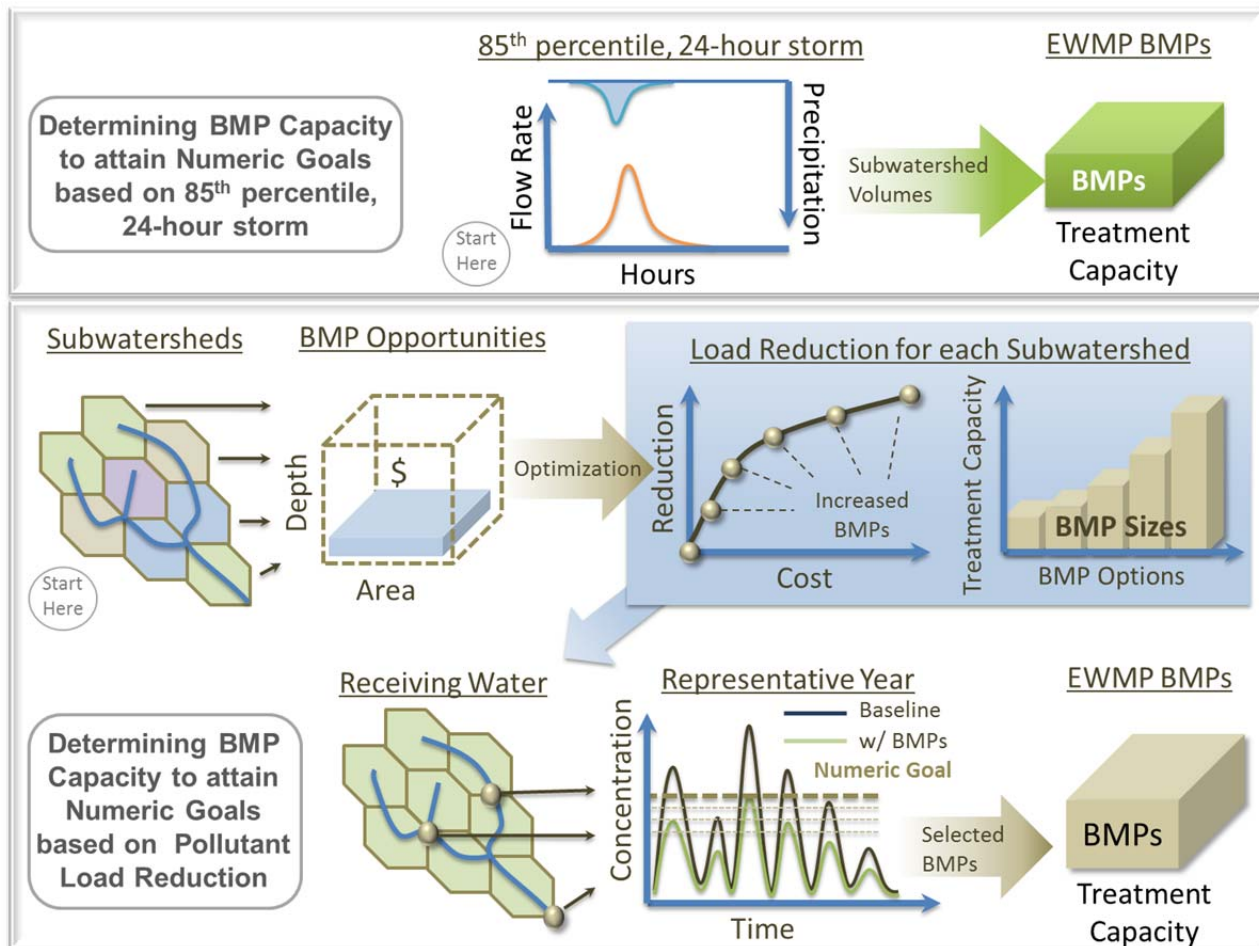 85th percentile, 24-hour storm
EWMP BMPs
Determining BMP Capacity
to attain Numeric Goals
based on 85th percentile,
24-hour storm
Start
Here
Flow Rate
Precipitation
Hours
Subwatershed
Volumes
BMPs
Treatment
Capacity
Subwatersheds
BMP Opportunities
Load Reduction for each Subwatershed
Start
Here
Depth
$
Area
Optimization
Reduction
Increased
BMPs
Cost
Treatment Capacity
BMP Sizes
BMP Options
Receiving Water
Representative Year
EWMP BMPs
Determining BMP
Capacity to attain
Numeric Goals
based on Pollutant
Load Reduction
Baseline
w/ BMPs
Numeric Goal
Concentration
Time
Selected
BMPs
BMPs
Treatment
Capacity